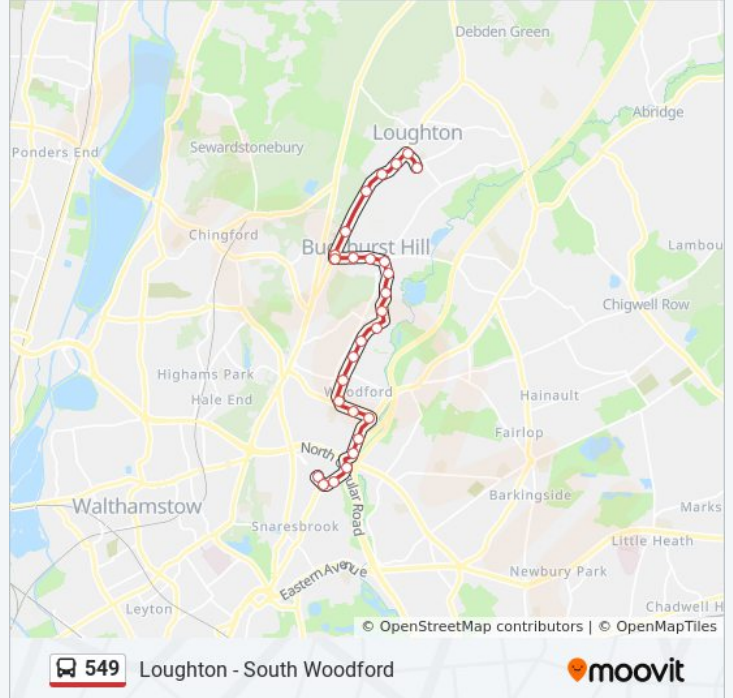 Debden Green
Abridge
Loughton
Ponders End
Sewardstonebury
Chingford
Buckhurst Hill
Lambou
Chigwell Row
Highams Park
Hale End
Woodford
Hainault
Fairlop
North Circular Road
Walthamstow
Barkingside
Marks
Snaresbrook
Little Heath
Eastern Avenue
Newbury Park
Leyton
Chadwell H
© OpenStreetMap contributors | © OpenMapTiles
549 Loughton - South Woodford
moovit